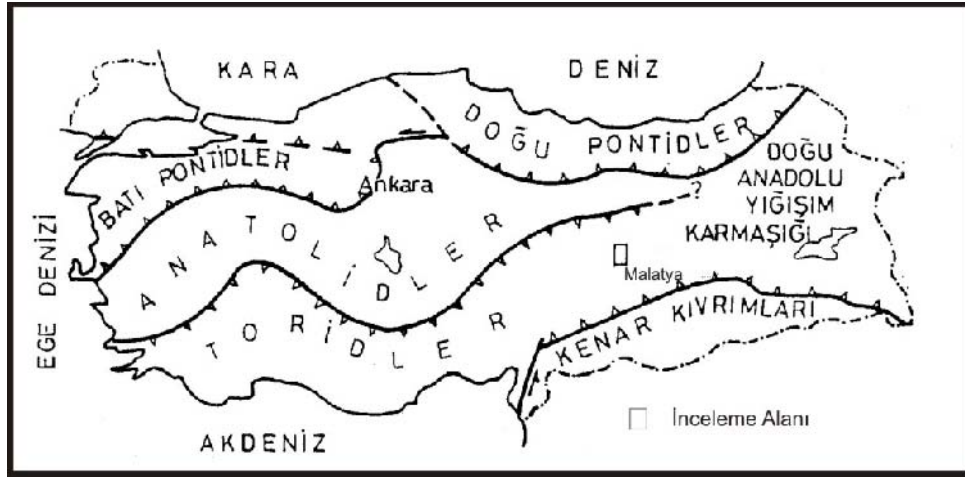 KARA DENİZ
DOĞU PONTİDLER
BATI PONTİDLER
Ankara
DOĞU
ANADOLU
YIĞIŞIM
KARMAŞIĞI
?
ANATOLİDLER
Malatya
EGE DENİZİ
TORİDLER
KENAR KIVRIMLARI
İnceleme Alanı
AKDENİZ